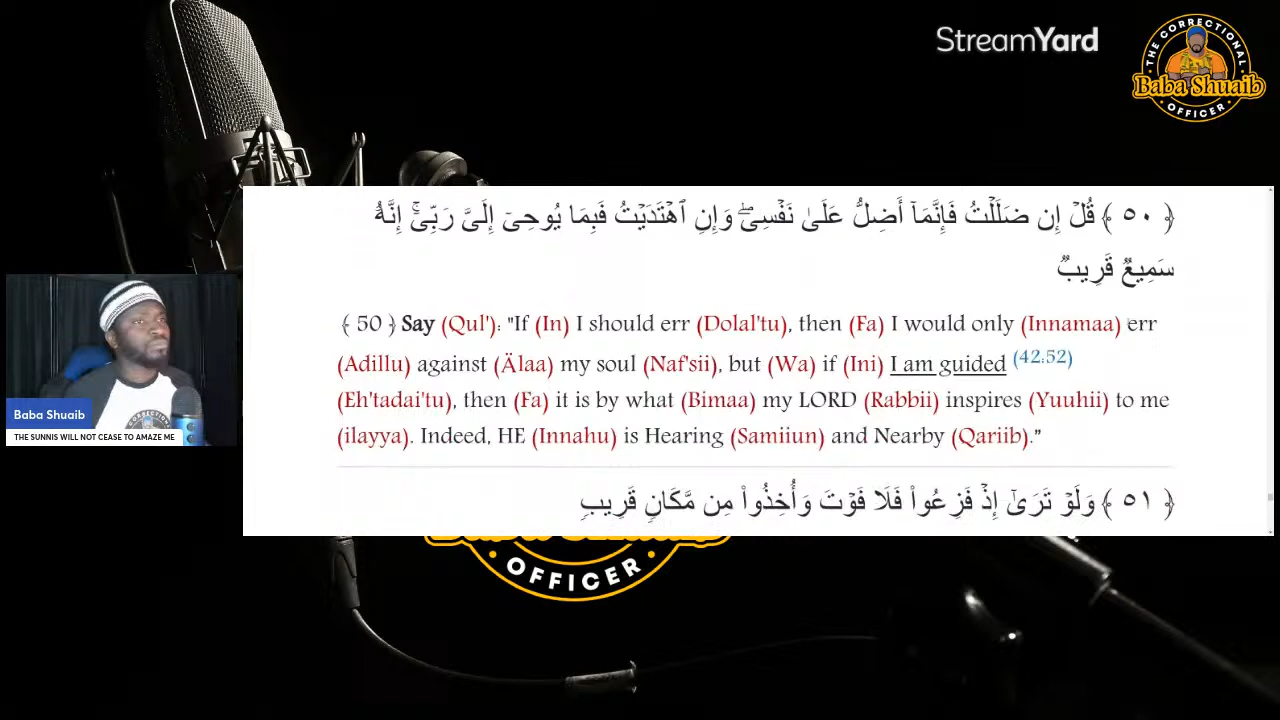 StreamYard
THE CORRECTIONAL
Baba Shuaib
OFFICER
﴿ ٥٠ ﴾ قُلۡ إِن ضَلَلۡتُ فَإِنَّمَآ أَضِلُّ عَلَىٰ نَفۡسِىۖ وَإِنِ ٱهۡتَدَيۡتُ فَبِمَا يُوحِىٓ إِلَىَّ رَبِّىٓۚ إِنَّهُۥ
سَمِيعٌ قَرِيبٌ
﴾ 50 ﴿ Say (Qul'): "If (In) I should err (Dolal'tu), then (Fa) I would only (Innamaa) err
(Adillu) against (Älaa) my soul (Naf'sii), but (Wa) if (Ini) I am guided (42:52)
(Eh'tadai'tu), then (Fa) it is by what (Bimaa) my LORD (Rabbii) inspires (Yuuhii) to me
(ilayya). Indeed, HE (Innahu) is Hearing (Samiiun) and Nearby (Qariib)."
﴿ ٥١ ﴾ وَلَوۡ تَرَىٰٓ إِذۡ فَزِعُوا۟ فَلَا فَوۡتَ وَأُخِذُوا۟ مِن مَّكَانٍ قَرِيبٍ
Baba Shuaib
THE SUNNIS WILL NOT CEASE TO AMAZE ME
OFFICER